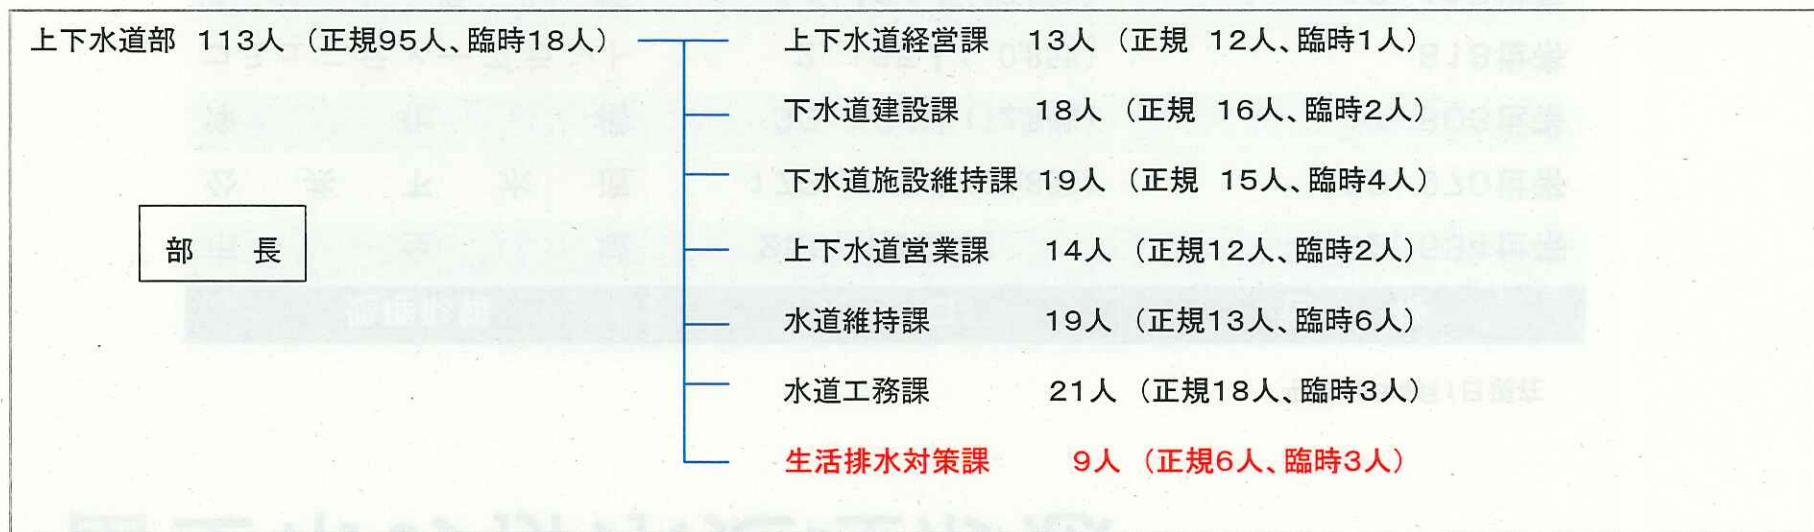 上下水道部 113人（正規95人、臨時18人）
上下水道経営課 13人（正規 12人、臨時1人）
下水道建設課 18人（正規 16人、臨時2人）
下水道施設維持課 19人（正規 15人、臨時4人）
部 長
上下水道営業課 14人（正規12人、臨時2人）
水道維持課 19人（正規13人、臨時6人）
水道工務課 21人（正規18人、臨時3人）
生活排水対策課 9人（正規6人、臨時3人）